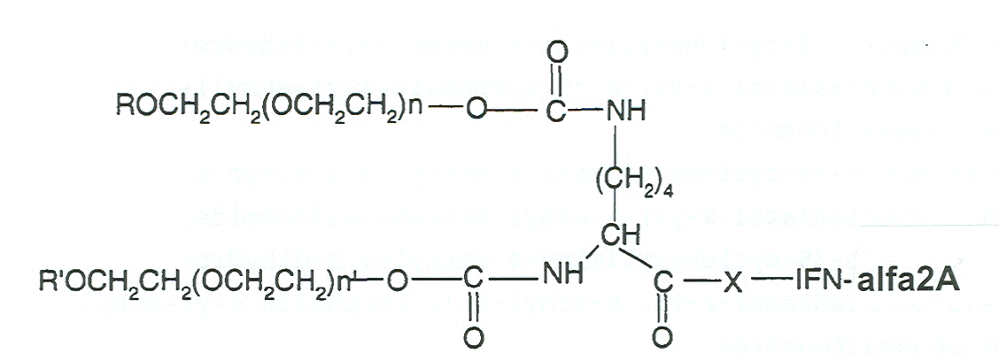 O
ROCH₂CH₂(OCH₂CH₂)n—O—C—NH
(CH₂)₄
CH
R'OCH₂CH₂(OCH₂CH₂)n'—O—C—NH C—X—IFN-alfa2A
O O